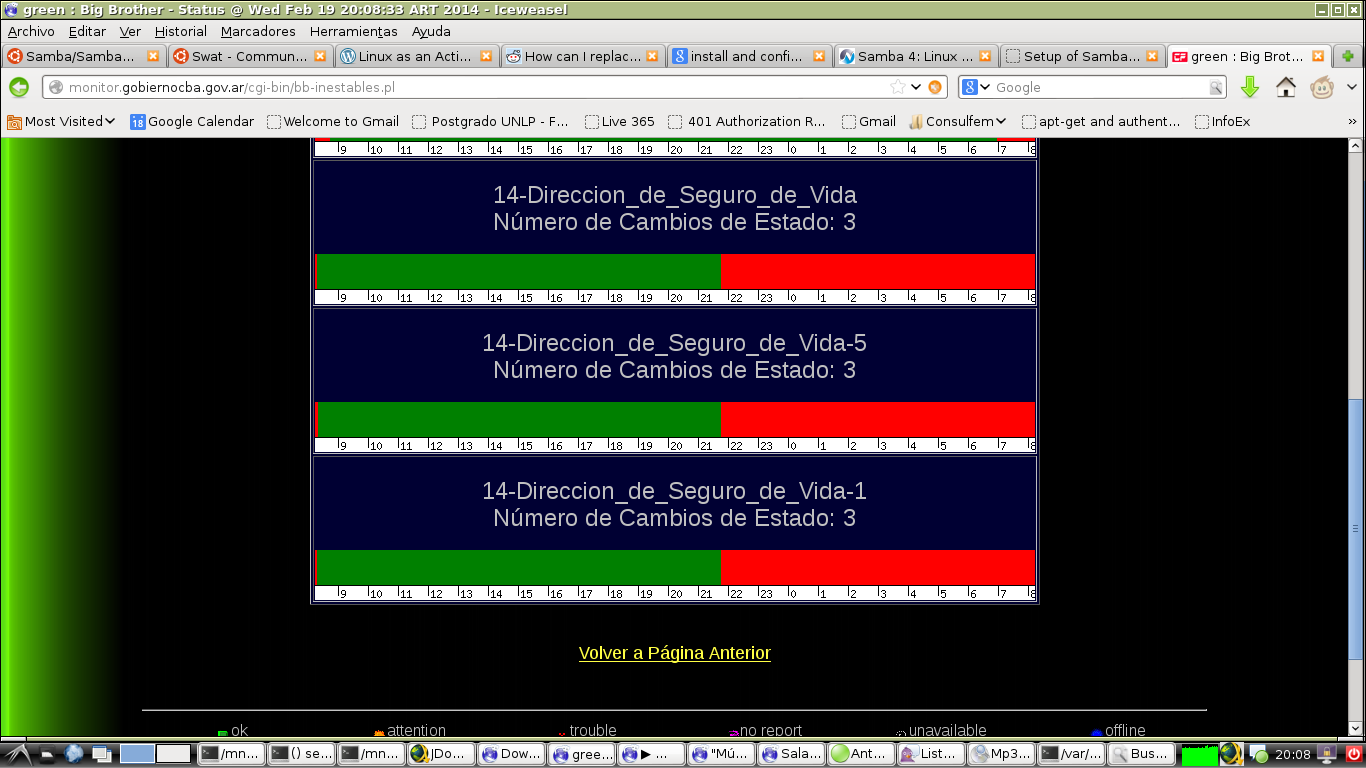 green : Big Brother - Status @ Wed Feb 19 20:08:33 ART 2014 - Iceweasel
Archivo Editar Ver Historial Marcadores Herramientas Ayuda
Samba/Samba... Swat - Commun... Linux as an Acti... How can I replac... install and confi... Samba 4: Linux ... Setup of Samba... green : Big Brot...
monitor.gobiernocba.gov.ar/cgi-bin/bb-inestables.pl Google
Most Visited Google Calendar Welcome to Gmail Postgrado UNLP - F... Live 365 401 Authorization R... Gmail Consulfem apt-get and authent... InfoEx »
9 10 11 12 13 14 15 16 17 18 19 20 21 22 23 0 1 2 3 4 5 6 7 8
14-Direccion_de_Seguro_de_Vida
Número de Cambios de Estado: 3
9 10 11 12 13 14 15 16 17 18 19 20 21 22 23 0 1 2 3 4 5 6 7 8
14-Direccion_de_Seguro_de_Vida-5
Número de Cambios de Estado: 3
9 10 11 12 13 14 15 16 17 18 19 20 21 22 23 0 1 2 3 4 5 6 7 8
14-Direccion_de_Seguro_de_Vida-1
Número de Cambios de Estado: 3
9 10 11 12 13 14 15 16 17 18 19 20 21 22 23 0 1 2 3 4 5 6 7 8
Volver a Página Anterior
ok attention trouble no report unavailable offline
/mn... () se... /mn... JDo... Dow... gree... "Mú... Sala... Ant... List... Mp3... /var/... Bus... 20:08